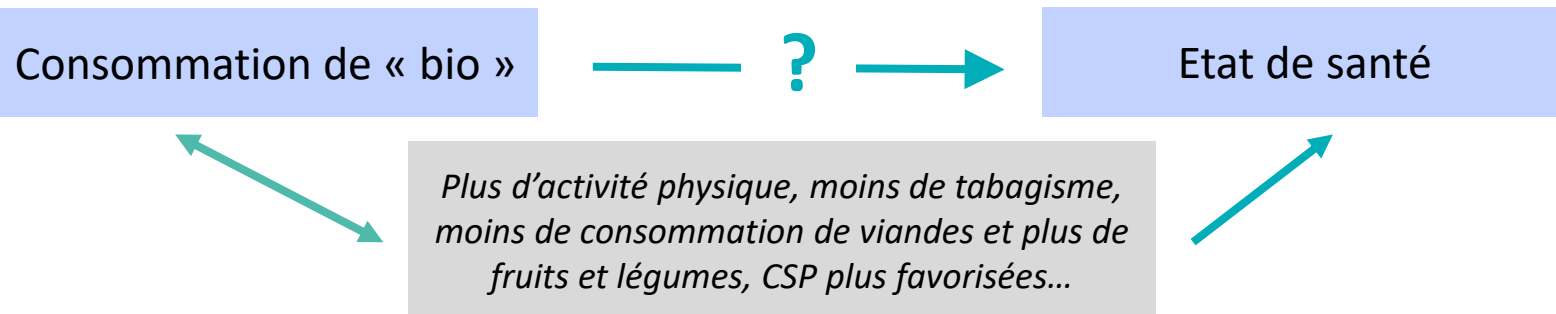 Consommation de « bio »
?
Etat de santé
Plus d’activité physique, moins de tabagisme,
moins de consommation de viandes et plus de
fruits et légumes, CSP plus favorisées…